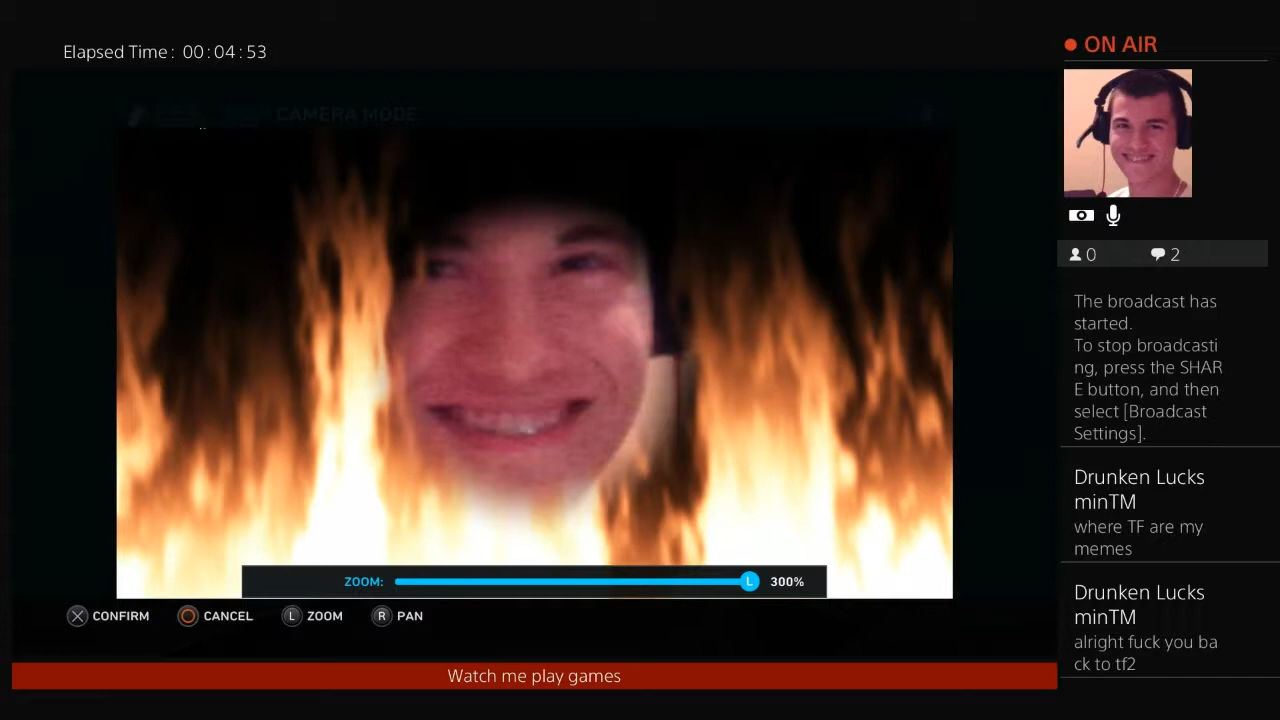 Elapsed Time: 00:04:53
ON AIR
CAMERA MODE
0
2
The broadcast has
started.
To stop broadcasti
ng, press the SHAR
E button, and then
select [Broadcast
Settings].
Drunken Lucks
minTM
where TF are my
memes
Drunken Lucks
minTM
alright fuck you ba
ck to tf2
ZOOM: L 300%
CONFIRM CANCEL L ZOOM R PAN
Watch me play games